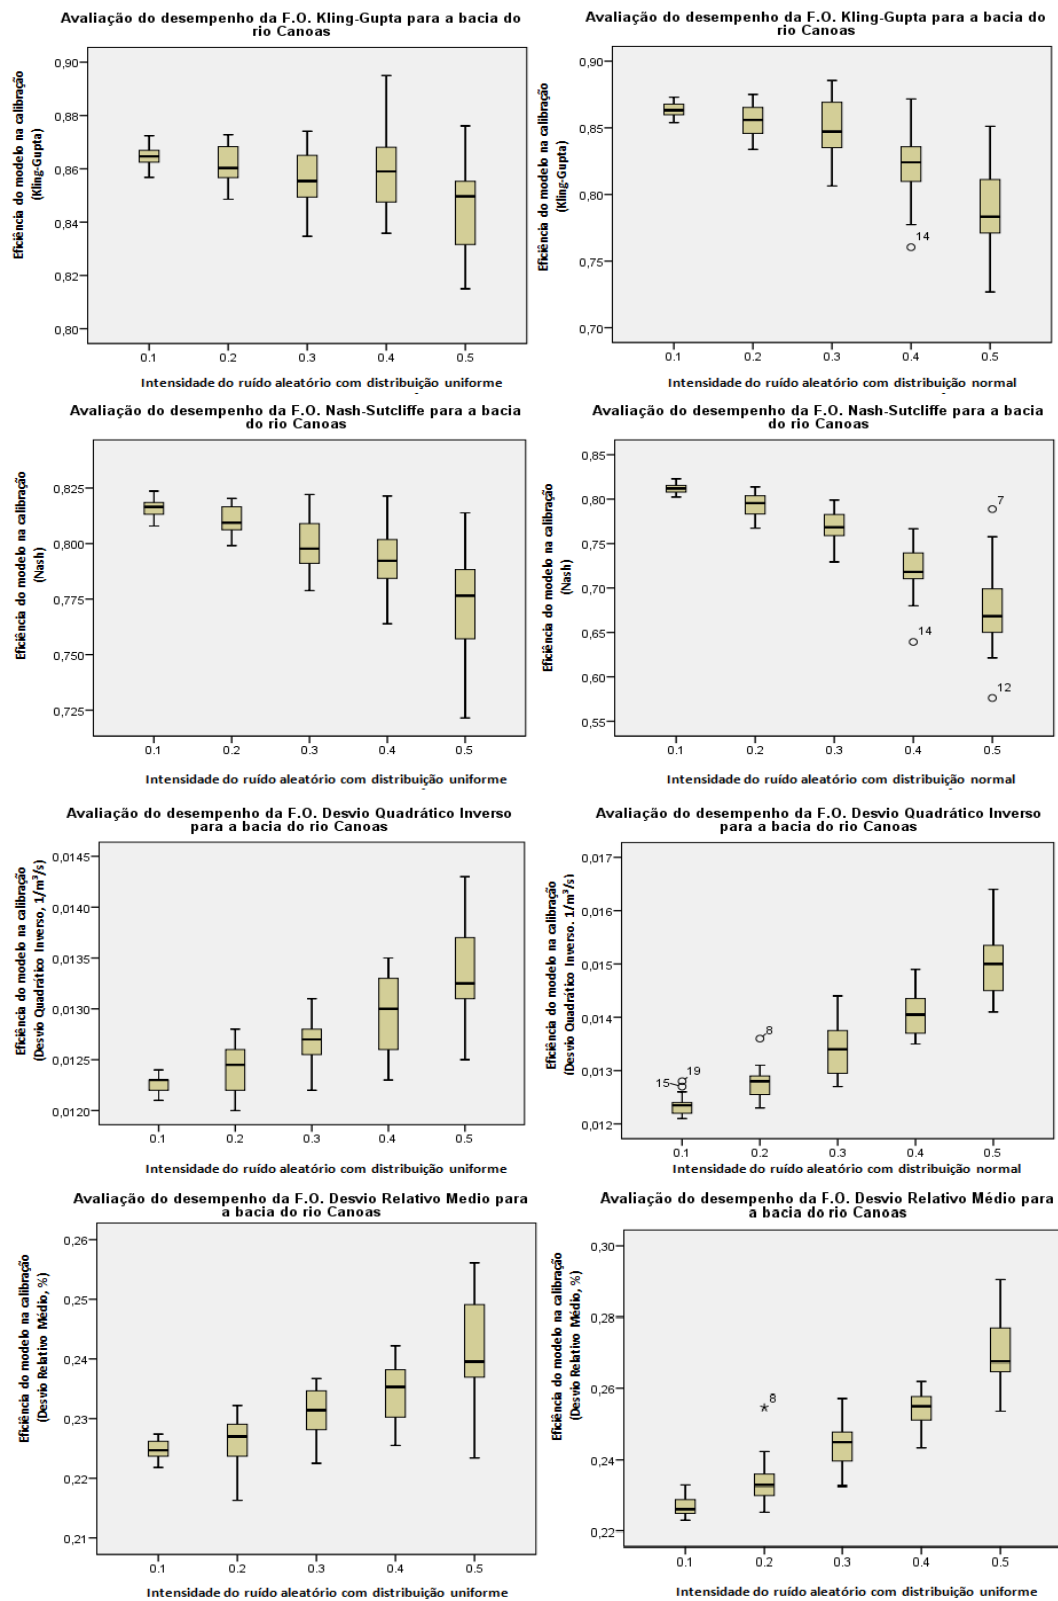 Avaliação do desempenho da F.O. Kling-Gupta para a bacia do
rio Canoas
Eficiência do modelo na calibração
(Kling-Gupta)
0,90
0,88
0,86
0,84
0,82
0,80
0.1 0.2 0.3 0.4 0.5
Intensidade do ruído aleatório com distribuição uniforme
Avaliação do desempenho da F.O. Kling-Gupta para a bacia do
rio Canoas
Eficiência do modelo na calibração
(Kling-Gupta)
0,90
0,85
0,80
0,75
0,70
14
0.1 0.2 0.3 0.4 0.5
Intensidade do ruído aleatório com distribuição normal
Avaliação do desempenho da F.O. Nash-Sutcliffe para a bacia
do rio Canoas
Eficiência do modelo na calibração
(Nash)
0,825
0,800
0,775
0,750
0,725
0.1 0.2 0.3 0.4 0.5
Intensidade do ruído aleatório com distribuição uniforme
Avaliação do desempenho da F.O. Nash-Sutcliffe para a bacia
do rio Canoas
Eficiência do modelo na calibração
(Nash)
0,85
0,80
0,75
0,70
0,65
0,60
0,55
7
14
12
0.1 0.2 0.3 0.4 0.5
Intensidade do ruído aleatório com distribuição normal
Avaliação do desempenho da F.O. Desvio Quadrático Inverso
para a bacia do rio Canoas
Eficiência do modelo na calibração
(Desvio Quadrático Inverso, 1/m³/s)
0,0145
0,0140
0,0135
0,0130
0,0125
0,0120
0.1 0.2 0.3 0.4 0.5
Intensidade do ruído aleatório com distribuição uniforme
Avaliação do desempenho da F.O. Desvio Quadrático Inverso
para a bacia do rio Canoas
Eficiência do modelo na calibração
(Desvio Quadrático Inverso. 1/m³/s)
0,017
0,016
0,015
0,014
0,013
0,012
8
15 19
0.1 0.2 0.3 0.4 0.5
Intensidade do ruído aleatório com distribuição normal
Avaliação do desempenho da F.O. Desvio Relativo Medio para
a bacia do rio Canoas
Eficiência do modelo na calibração
(Desvio Relativo Médio, %)
0,26
0,25
0,24
0,23
0,22
0,21
0.1 0.2 0.3 0.4 0.5
Intensidade do ruído aleatório com distribuição uniforme
Avaliação do desempenho da F.O. Desvio Relativo Médio para
a bacia do rio Canoas
Eficiência do modelo na calibração
(Desvio Relativo Médio, %)
0,30
0,28
0,26
0,24
0,22
8
0.1 0.2 0.3 0.4 0.5
Intensidade do ruído aleatório com distribuição uniforme